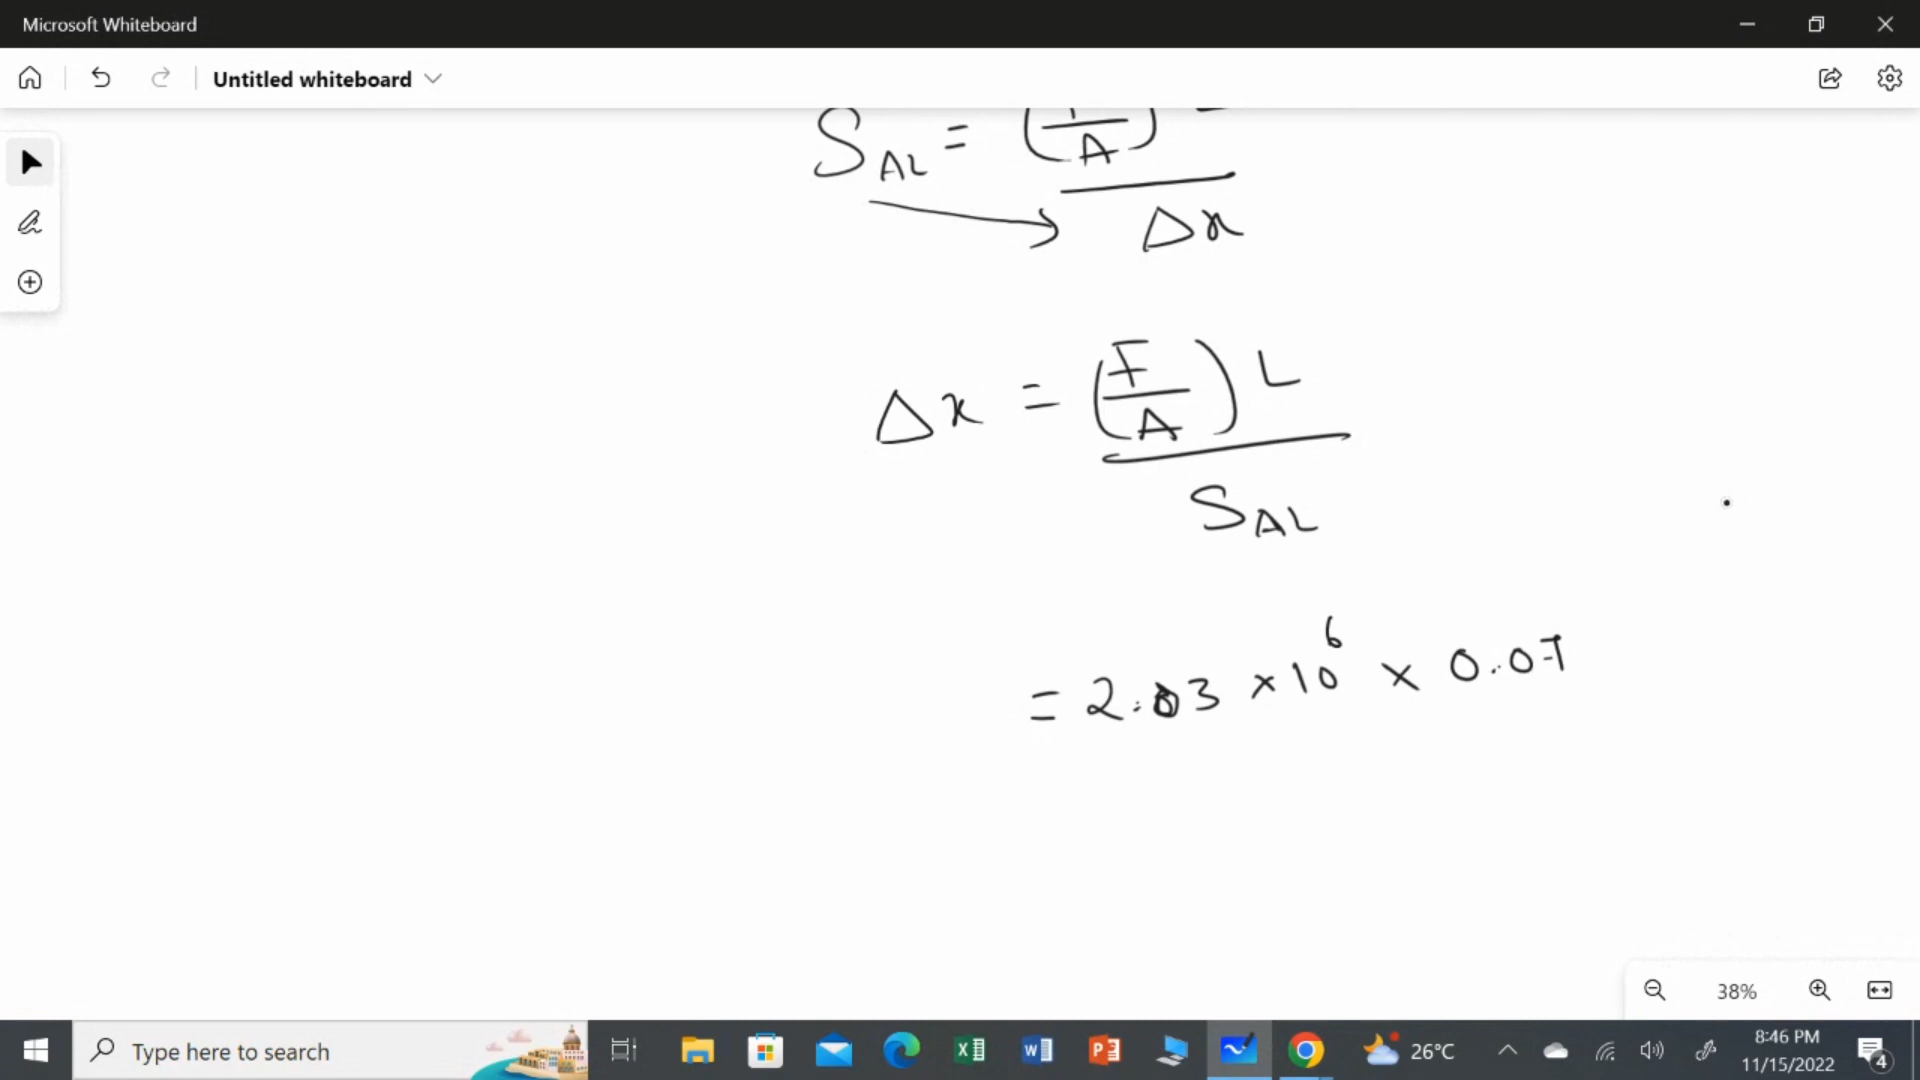 Microsoft Whiteboard
Untitled whiteboard
S_AL = (F/A) L / Δx
Δx = (F/A) L / S_AL
= 2.03 × 10^6 × 0.07
38%
Type here to search
26°C
8:46 PM
11/15/2022
4